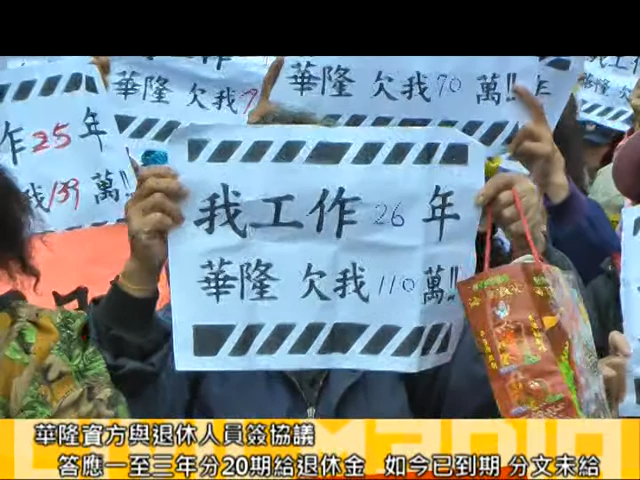 華隆 欠我
華隆 欠我 70 萬!!
作 25 年
我 139 萬!!
我工作 26 年
華隆 欠我 110 萬!!
華隆資方與退休人員簽協議
答應一至三年分20期給退休金 如今已到期 分文未給